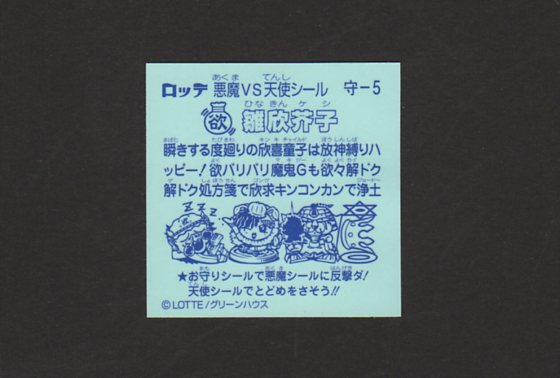 ロッテ 悪魔VS天使シール 守－5
欲 雛欣芥子
瞬きする度廻りの欣喜童子は放神縛りハ
ッピー!欲バリバリ魔鬼Gも欲々解ドク
解ドク処方箋で欣求キンコンカンで浄土
ZZZ
★お守りシールで悪魔シールに反撃ダ!
天使シールでとどめをさそう!!
©LOTTE/グリーンハウス